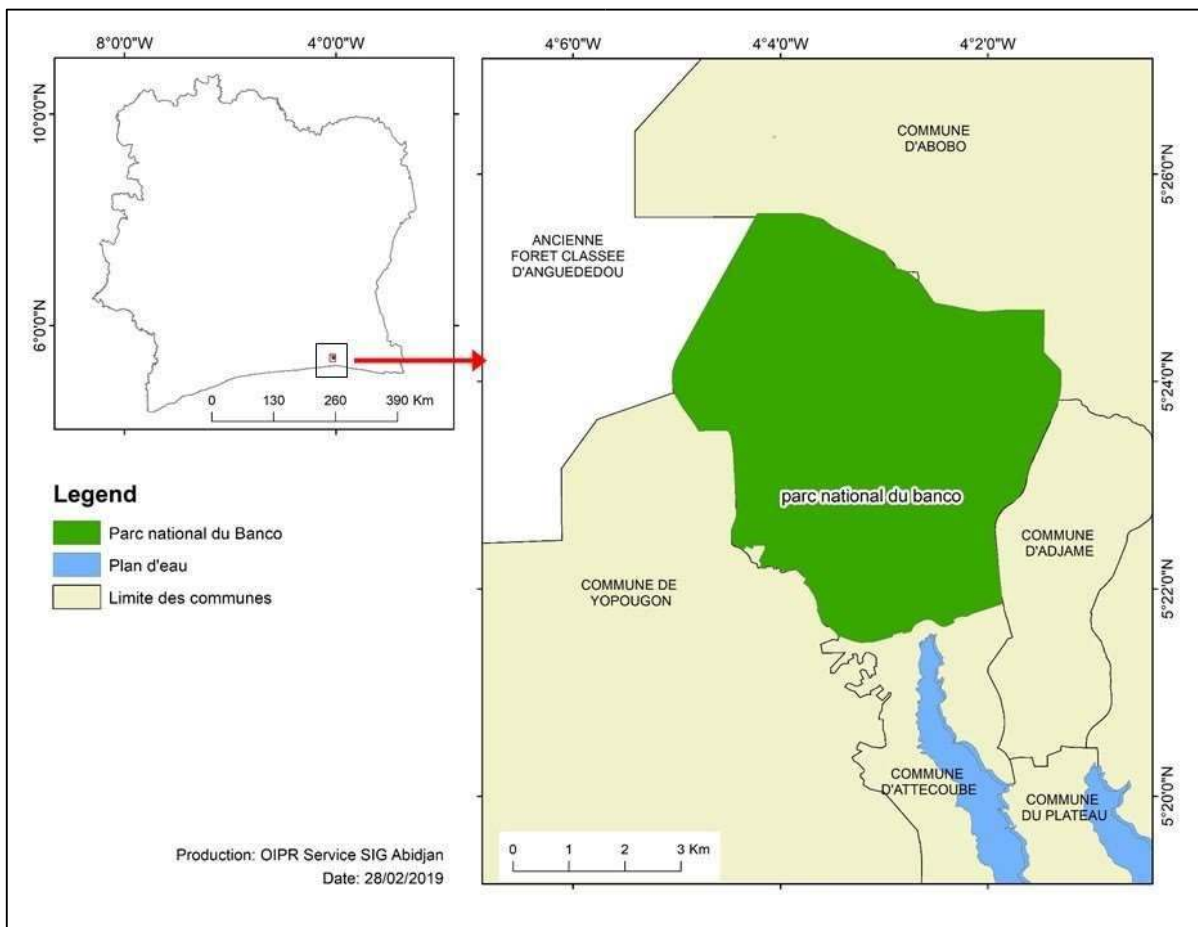 8°0'0"W
4°0'0"W
10°0'0"N
6°0'0"N
0 130 260 390 Km
Legend
Parc national du Banco
Plan d'eau
Limite des communes
Production: OIPR Service SIG Abidjan
Date: 28/02/2019
4°6'0"W
4°4'0"W
4°2'0"W
5°26'0"N
5°24'0"N
5°22'0"N
5°20'0"N
COMMUNE
D'ABOBO
ANCIENNE
FORET CLASSEE
D'ANGUEDEDOU
parc national du banco
COMMUNE
D'ADJAME
COMMUNE DE
YOPOUGON
COMMUNE
D'ATTECOUBE
COMMUNE
DU PLATEAU
0 1 2 3 Km